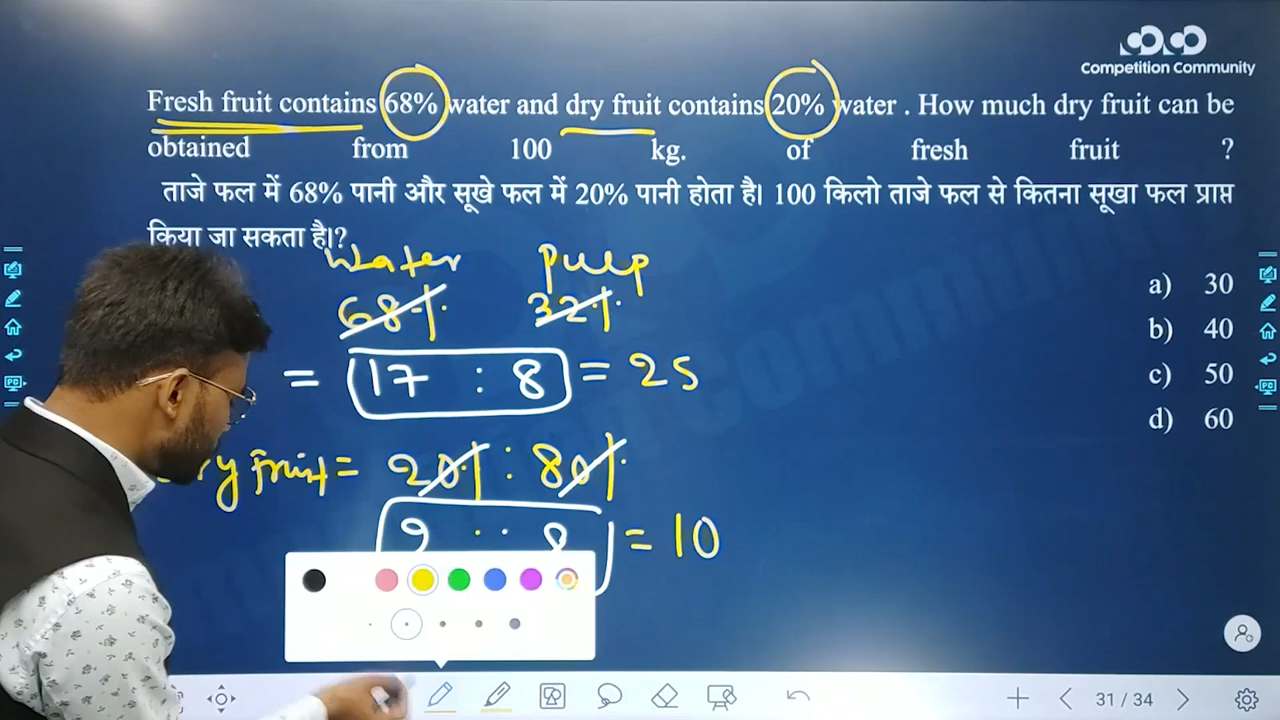 Competition Community
Fresh fruit contains 68% water and dry fruit contains 20% water . How much dry fruit can be
obtained from 100 kg. of fresh fruit ?
ताजे फल में 68% पानी और सूखे फल में 20% पानी होता है। 100 किलो ताजे फल से कितना सूखा फल प्राप्त
किया जा सकता है।?
Water Pulp
68% 32%
= 17 : 8 = 25
fruit = 20% : 80%
= 10
a) 30
b) 40
c) 50
d) 60
31 / 34